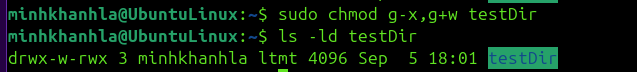 minhkhanhla@UbuntuLinux:~$ sudo chmod g-x,g+w testDir
minhkhanhla@UbuntuLinux:~$ ls -ld testDir
drwx-w-rwx 3 minhkhanhla ltmt 4096 Sep  5 18:01 testDir